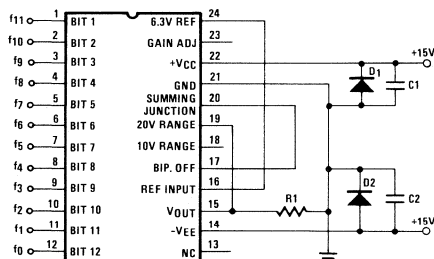 f11 1 BIT 1 6.3V REF 24
f10 2 BIT 2 GAIN ADJ 23
f9 3 BIT 3 +VCC 22 +15V
f8 4 BIT 4 GND 21 D1 C1
f7 5 BIT 5 SUMMING JUNCTION 20
f6 6 BIT 6 20V RANGE 19
f5 7 BIT 7 10V RANGE 18
f4 8 BIT 8 BIP. OFF 17
f3 9 BIT 9 REF INPUT 16 D2 C2
f2 10 BIT 10 VOUT 15 R1
f1 11 BIT 11 -VEE 14 +15V
f0 12 BIT 12 NC 13